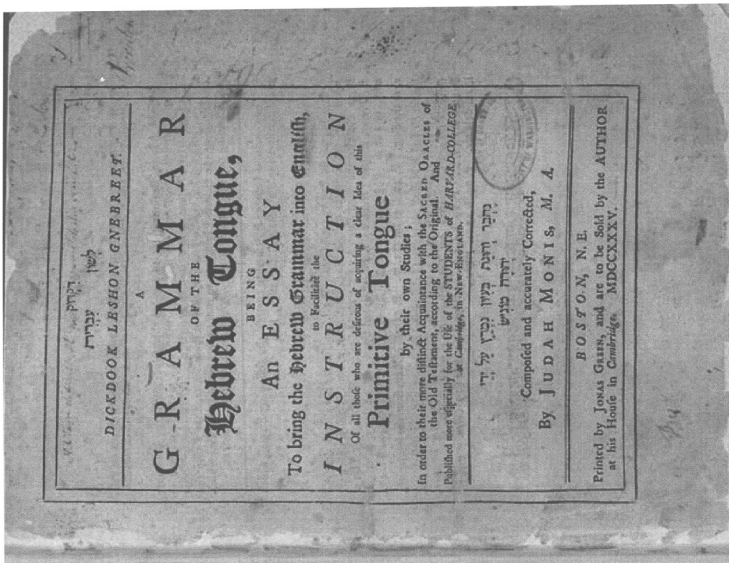 דקדוק
לשון
עברית
DICKDOOK LESHON GNEBREET.
A
GRAMMAR
OF THE
Hebrew Tongue,
BEING
An ESSAY
To bring the Hebrew Grammar into English,
to Facilitate the
INSTRUCTION
Of all those who are desirous of acquiring a clear Idea of this
Primitive Tongue
by their own Studies;
In order to their more distinct Acquaintance with the SACRED ORACLES of
the Old Testament, according to the Original. And
Published more especially for the Use of the STUDENTS of HARVARD-COLLEGE
at Cambridge, in NEW-ENGLAND.
על ידי
יהודה מוניש
Composed and accurately Corrected,
By JUDAH MONIS, M. A.
BOSTON, N. E.
Printed by JONAS GREEN, and are to be Sold by the AUTHOR
at his House in Cambridge. MDCCXXXV.